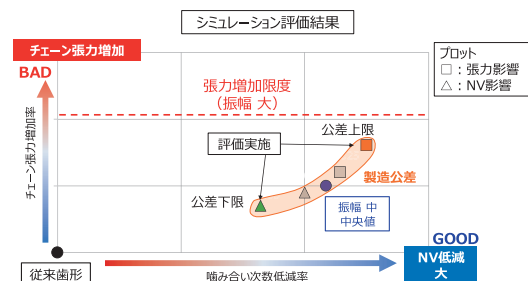 シミュレーション評価結果
チェーン張力増加
BAD
プロット
□：張力影響
△：NV影響
張力増加限度
（振幅 大）
チェーン張力増加率
公差上限
評価実施
製造公差
公差下限
振幅 中
中央値
GOOD
NV低減
大
従来歯形
噛み合い次数低減率